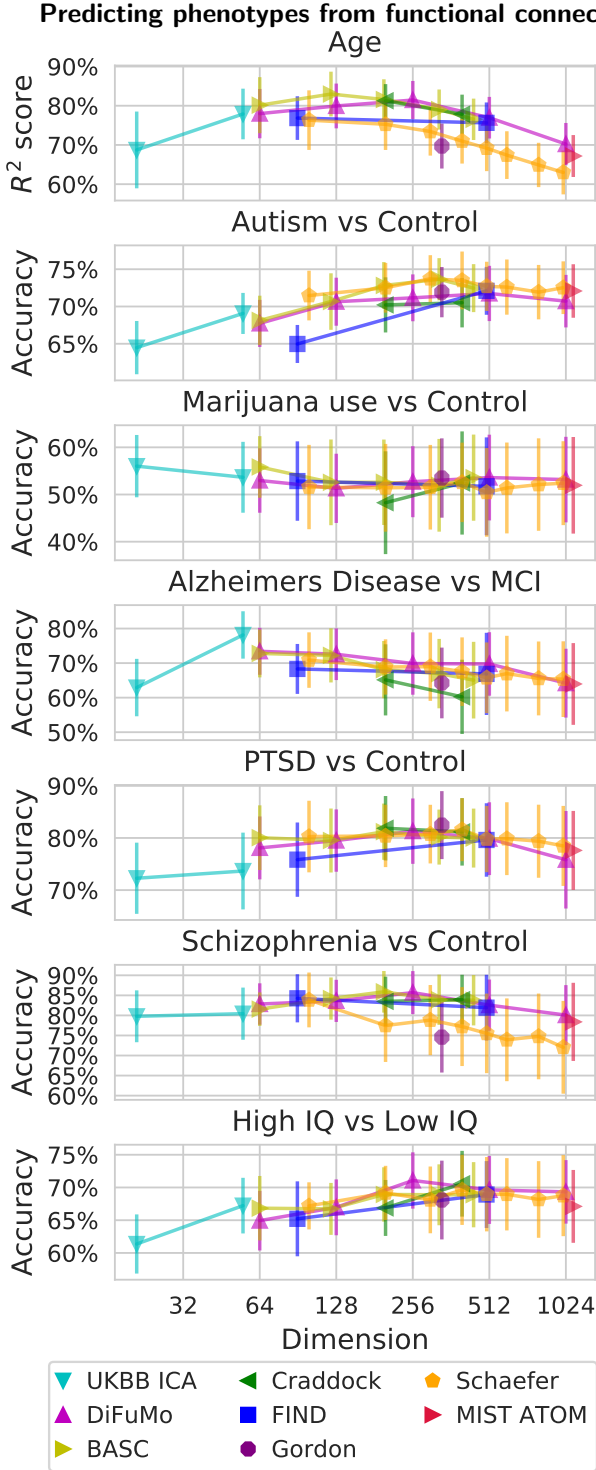 Predicting phenotypes from functional connec
Age
90%
80%
70%
60%
R² score
Autism vs Control
75%
70%
65%
Accuracy
Marijuana use vs Control
60%
50%
40%
Accuracy
Alzheimers Disease vs MCI
80%
70%
60%
50%
Accuracy
PTSD vs Control
90%
80%
70%
Accuracy
Schizophrenia vs Control
90%
85%
80%
75%
70%
65%
60%
Accuracy
High IQ vs Low IQ
75%
70%
65%
60%
Accuracy
32 64 128 256 512 1024
Dimension
UKBB ICA Craddock Schaefer
DiFuMo FIND MIST ATOM
BASC Gordon